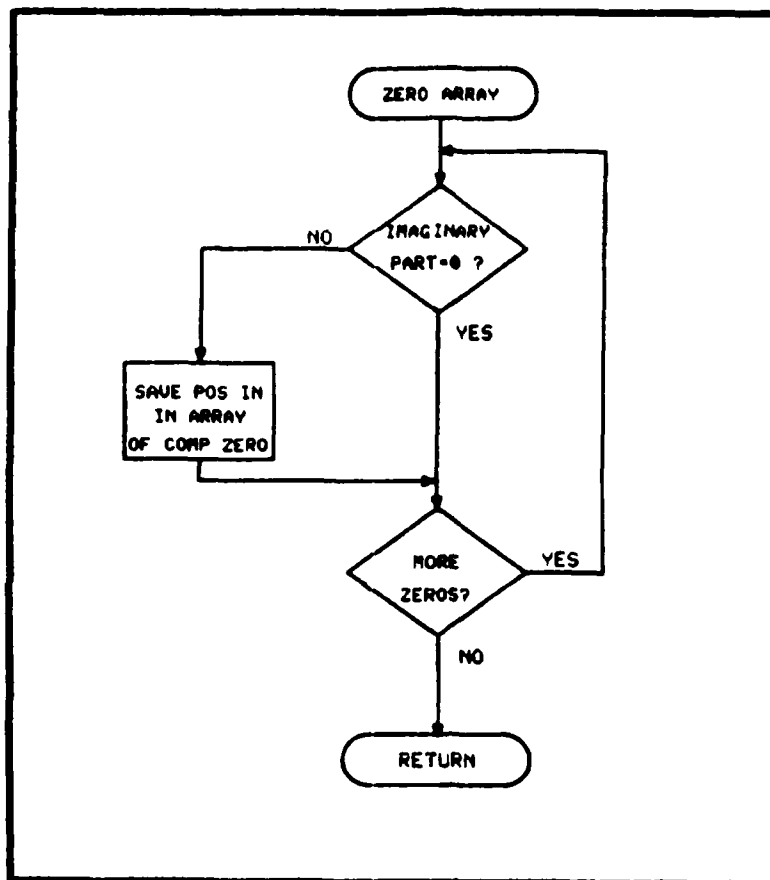 ZERO ARRAY
IMAGINARY
PART=0 ?
NO
YES
SAVE POS IN
IN ARRAY
OF COMP ZERO
MORE
ZEROS?
YES
NO
RETURN